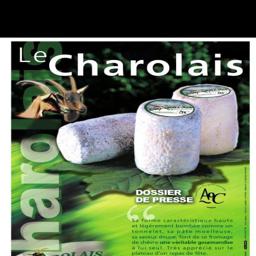 Le
Charolais
DOSSIER
DE PRESSE
AOC
La forme caractéristique haute
et légèrement bombée comme un
tonnelet, sa pâte moelleuse,
sa saveur douce, font de ce fromage
de chèvre une véritable gourmandise
à lui seul. Très apprécié sur le
plateau d'un repas de fête.
charolais
CHAROLAIS